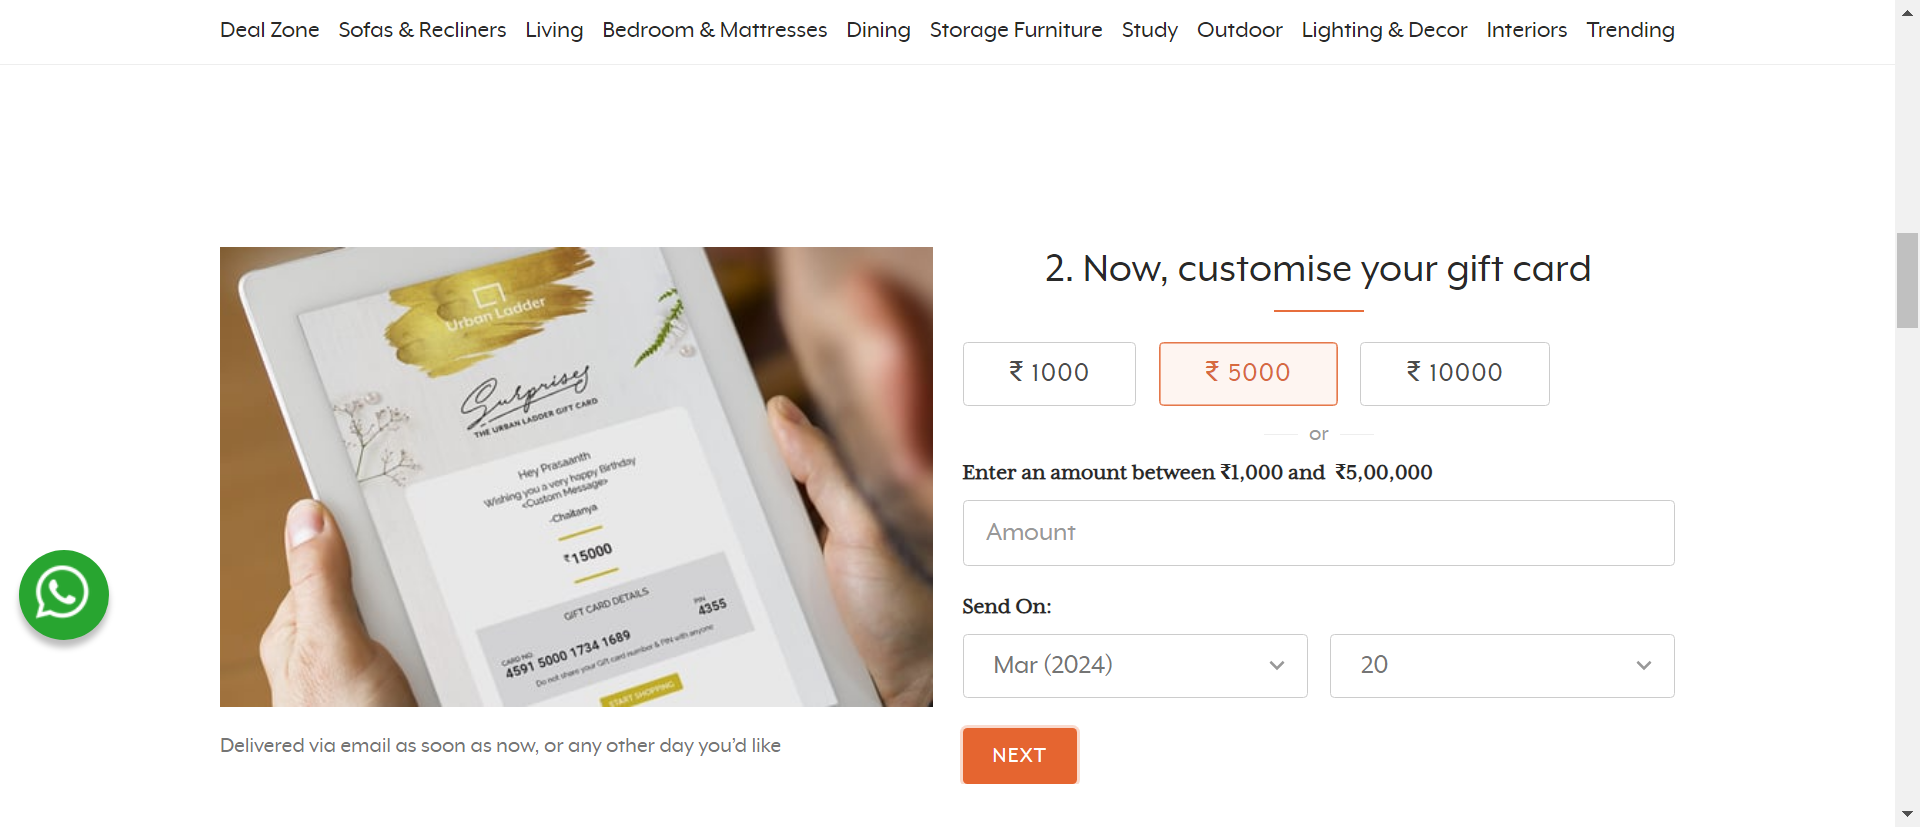 Deal Zone Sofas & Recliners Living Bedroom & Mattresses Dining Storage Furniture Study Outdoor Lighting & Decor Interiors Trending
Urban Ladder
Surprises
THE URBAN LADDER GIFT CARD
Hey Prasaanth
Wishing you a very happy Birthday
<Custom Message>
-Chaitanya
₹15000
GIFT CARD DETAILS
PIN
4355
CARD NO.
4591 5000 1734 1689
Do not share your Gift card number & PIN with anyone
START SHOPPING
Delivered via email as soon as now, or any other day you’d like
2. Now, customise your gift card
₹ 1000 ₹ 5000 ₹ 10000
or
Enter an amount between ₹1,000 and ₹5,00,000
Amount
Send On:
Mar (2024) 20
NEXT